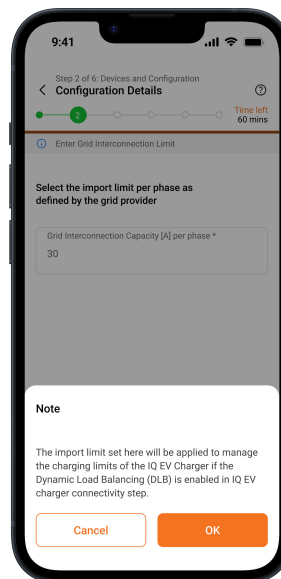 9:41
Step 2 of 6: Devices and Configuration
Configuration Details
Time left
2
60 mins
Enter Grid Interconnection Limit
Select the import limit per phase as
defined by the grid provider
Grid Interconnection Capacity [A] per phase *
30
Note
The import limit set here will be applied to manage
the charging limits of the IQ EV Charger if the
Dynamic Load Balancing (DLB) is enabled in IQ EV
charger connectivity step.
Cancel
OK